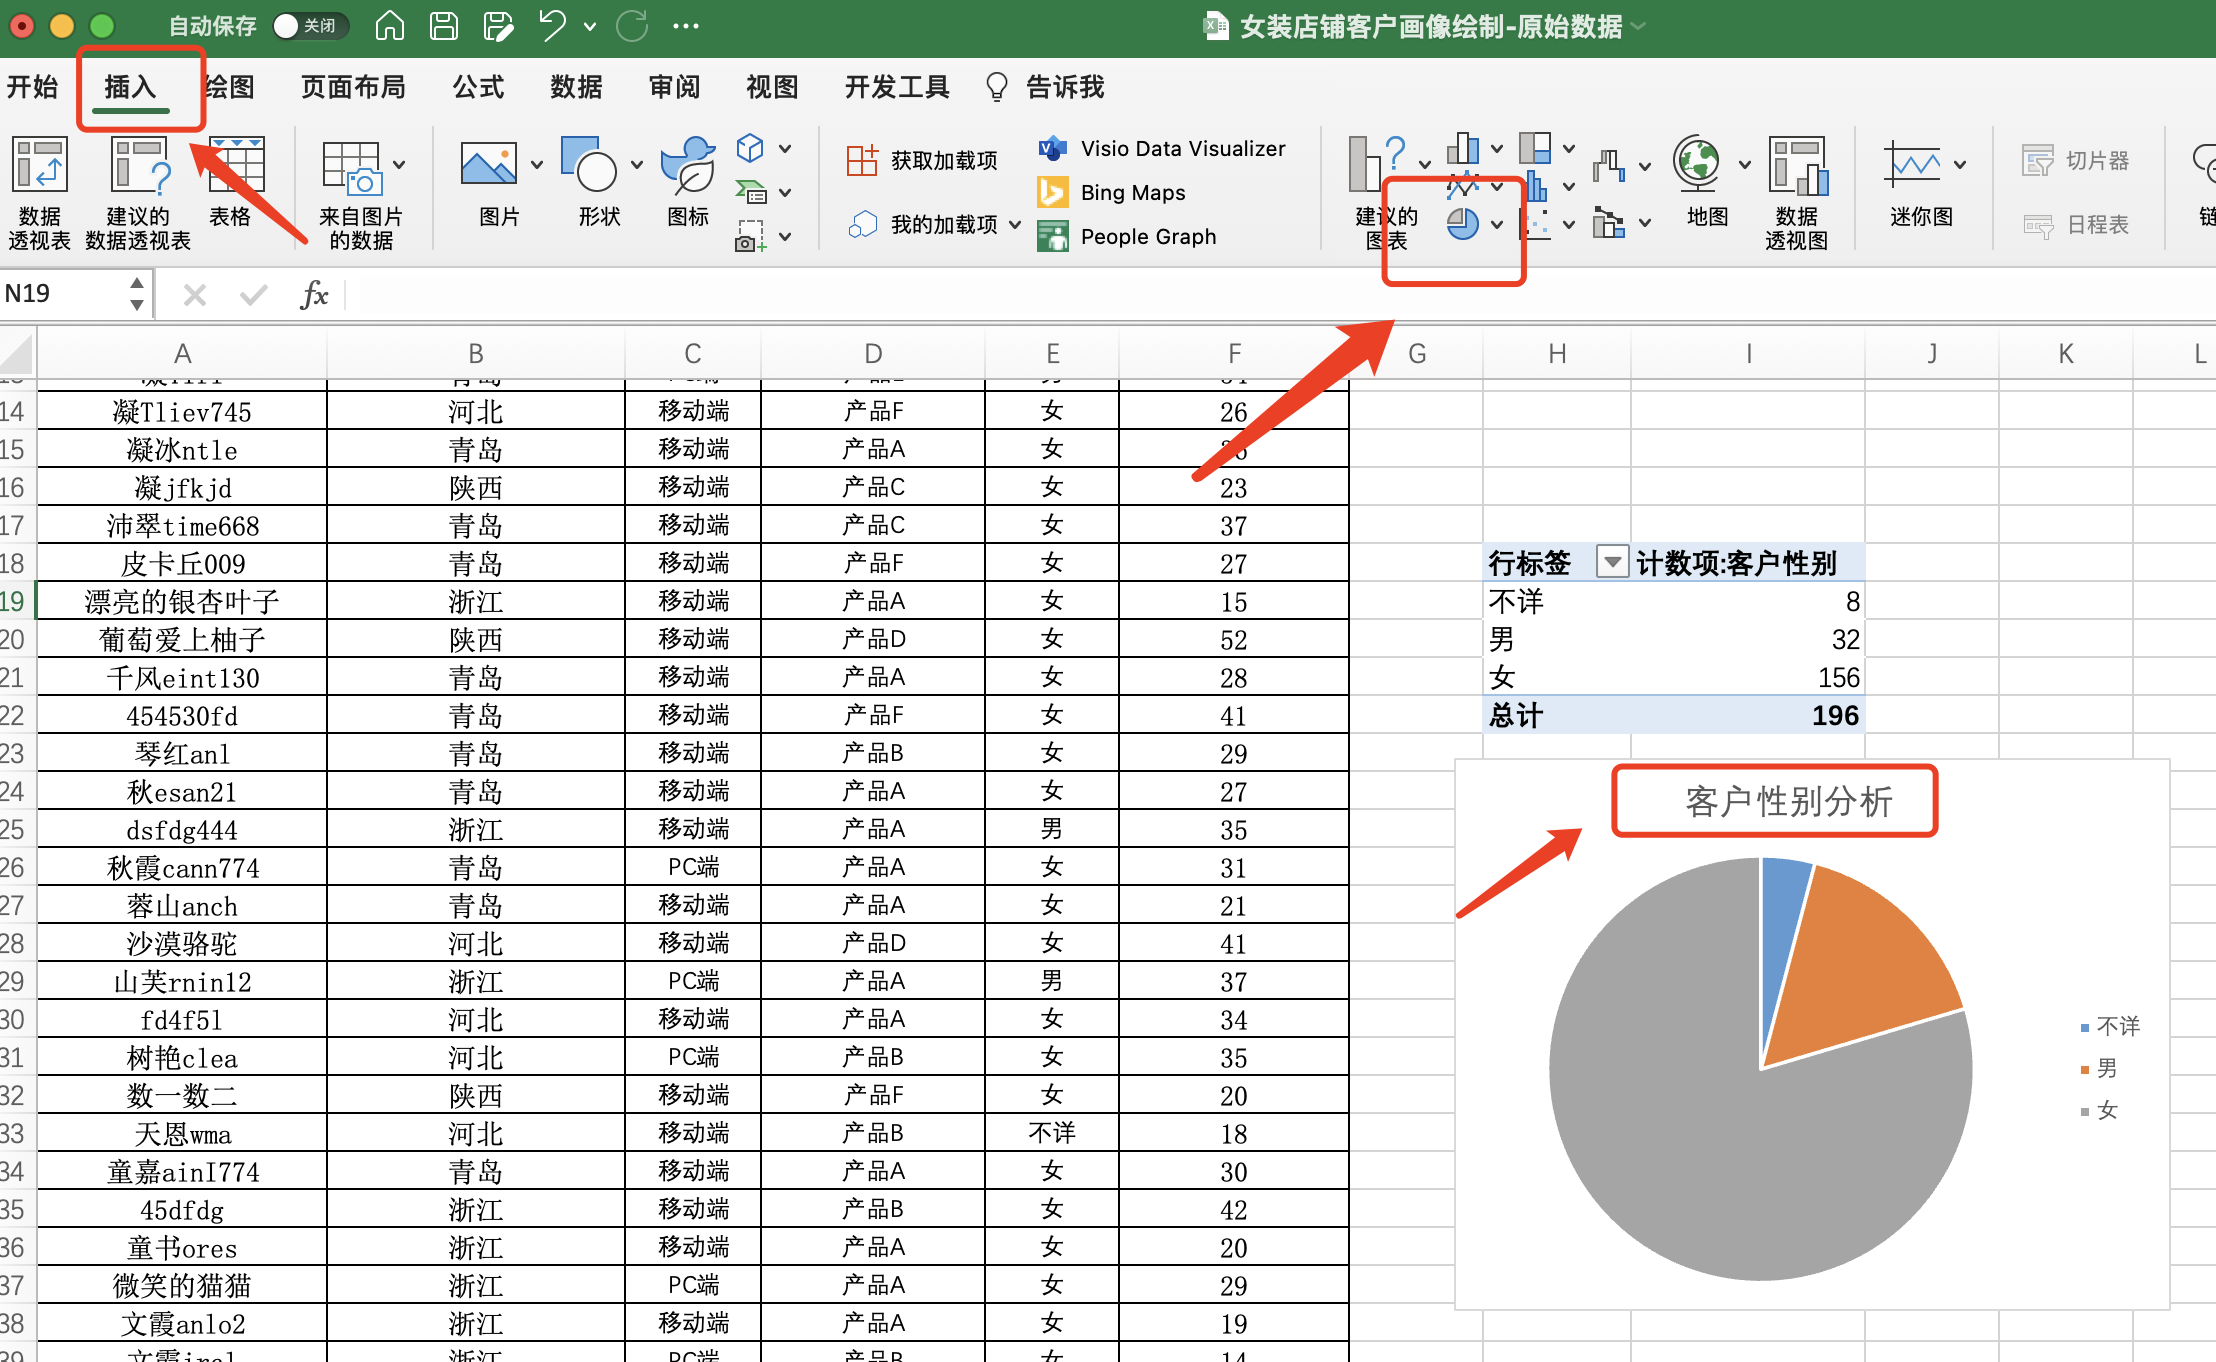 自动保存 关闭 女装店铺客户画像绘制-原始数据
开始 插入 绘图 页面布局 公式 数据 审阅 视图 开发工具 告诉我
数据透视表 建议的数据透视表 表格 来自图片的数据 图片 形状 图标 获取加载项 我的加载项 Visio Data Visualizer Bing Maps People Graph 建议的图表 地图 数据透视图 迷你图 切片器 日程表
N19 fx
A B C D E F G H I J K L
14 凝Tliev745 河北 移动端 产品F 女 26
15 凝冰ntle 青岛 移动端 产品A 女
16 凝jfkjd 陕西 移动端 产品C 女 23
17 沛翠time668 青岛 移动端 产品C 女 37
18 皮卡丘009 青岛 移动端 产品F 女 27 行标签 计数项:客户性别
19 漂亮的银杏叶子 浙江 移动端 产品A 女 15 不详 8
20 葡萄爱上柚子 陕西 移动端 产品D 女 52 男 32
21 千风eint130 青岛 移动端 产品A 女 28 女 156
22 454530fd 青岛 移动端 产品F 女 41 总计 196
23 琴红anl 青岛 移动端 产品B 女 29
24 秋esan21 青岛 移动端 产品A 女 27
25 dsfdg444 浙江 移动端 产品A 男 35
26 秋霞cann774 青岛 PC端 产品A 女 31
27 蓉山anch 青岛 移动端 产品A 女 21
28 沙漠骆驼 河北 移动端 产品D 女 41
29 山芙rnin12 浙江 PC端 产品A 男 37
30 fd4f5l 河北 移动端 产品A 女 34
31 树艳clea 河北 PC端 产品B 女 35
32 数一数二 陕西 移动端 产品F 女 20
33 天恩wma 河北 移动端 产品B 不详 18
34 童嘉ainI774 青岛 移动端 产品A 女 30
35 45dfdg 浙江 移动端 产品B 女 42
36 童书ores 浙江 移动端 产品A 女 20
37 微笑的猫猫 浙江 PC端 产品A 女 29
38 文霞anlo2 浙江 移动端 产品A 女 19
客户性别分析
不详
男
女